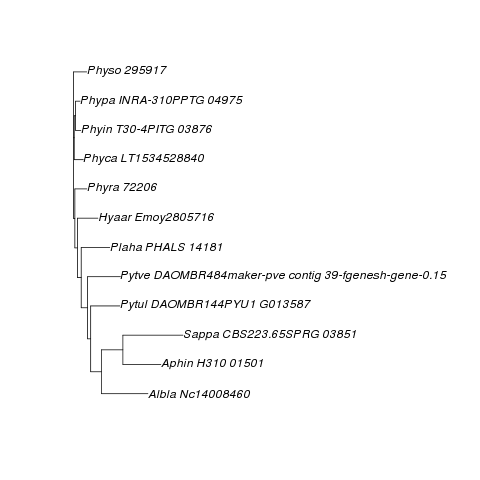 Physo 295917
Phypa INRA-310PPTG 04975
Phyin T30-4PITG 03876
Phyca LT1534528840
Phyra 72206
Hyaar Emoy2805716
Plaha PHALS 14181
Pytve DAOMBR484maker-pve contig 39-fgenesh-gene-0.15
Pytul DAOMBR144PYU1 G013587
Sappa CBS223.65SPRG 03851
Aphin H310 01501
Albla Nc14008460